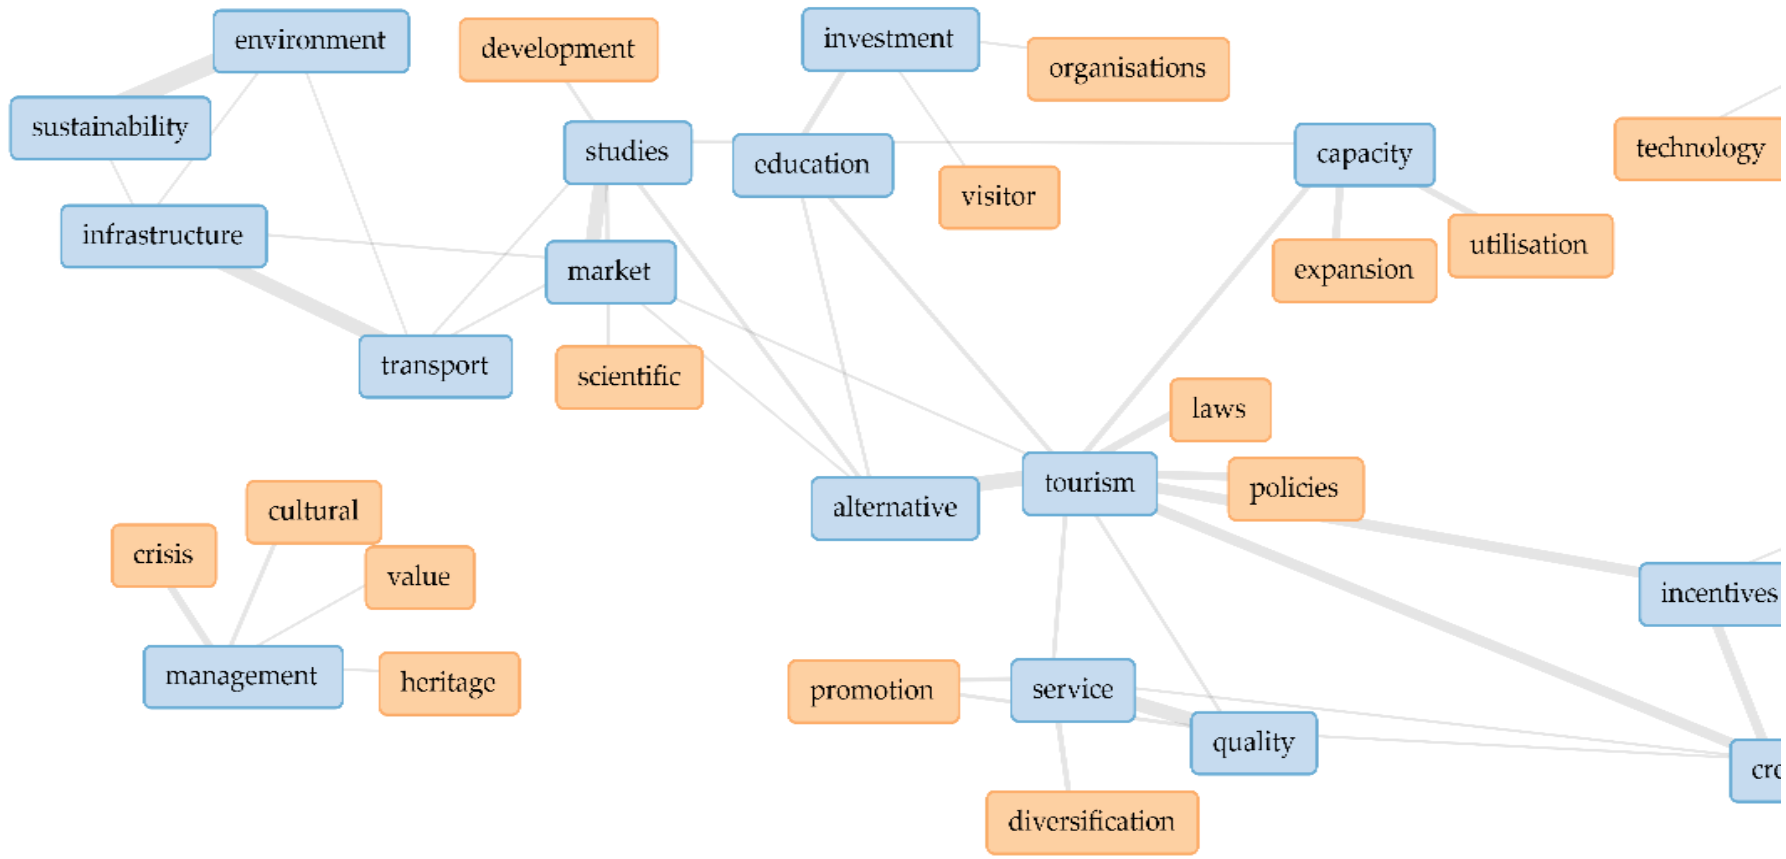 environment
development
investment
organisations
sustainability
studies
education
capacity
technology
visitor
infrastructure
market
expansion
utilisation
transport
scientific
laws
tourism
policies
alternative
cultural
crisis
value
incentives
management
heritage
promotion
service
quality
diversification